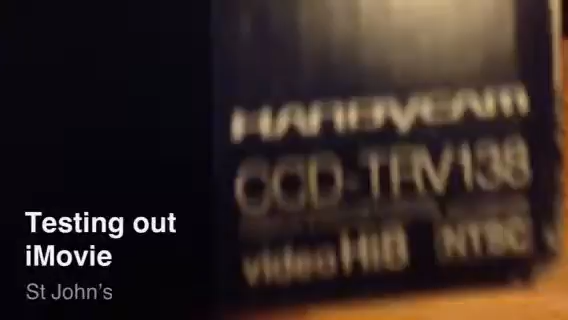 HANDYCAM
CCD-TRV138
video Hi8 NTSC
Testing out
iMovie
St John's